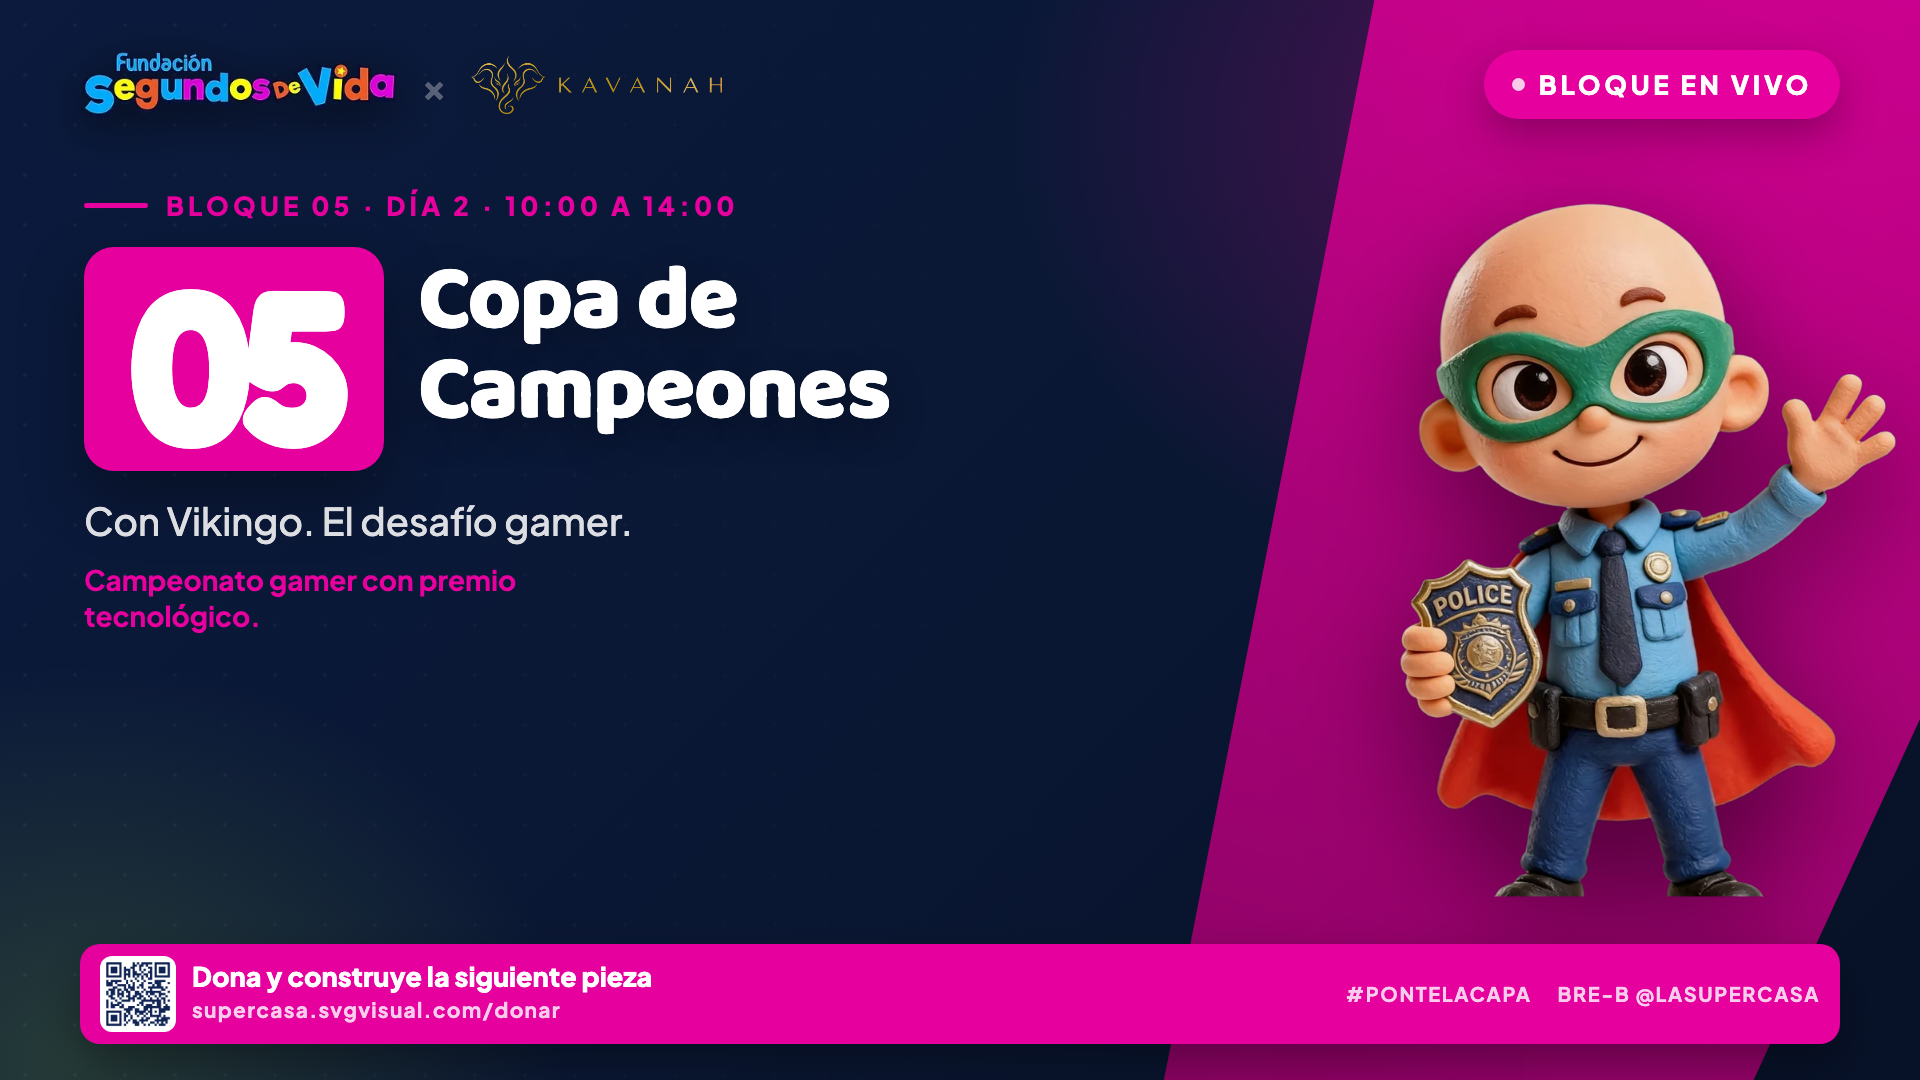 Fundación
Segundos DE Vida × KAVANAH
BLOQUE EN VIVO
BLOQUE 05 · DÍA 2 · 10:00 A 14:00
05
Copa de
Campeones
Con Vikingo. El desafío gamer.
Campeonato gamer con premio
tecnológico.
POLICE
Dona y construye la siguiente pieza
supercasa.svgvisual.com/donar
#PONTELACAPA BRE-B @LASUPERCASA